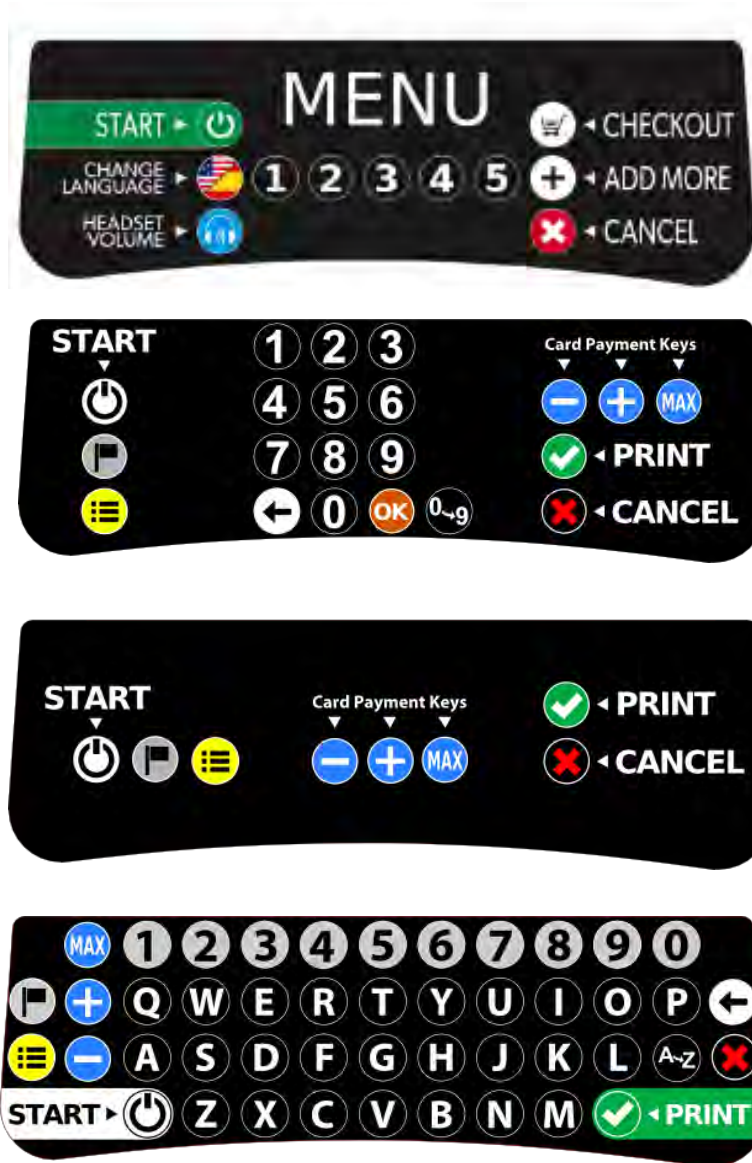 MENU
START
CHECKOUT
CHANGE
LANGUAGE
1 2 3 4 5
ADD MORE
HEADSET
VOLUME
CANCEL
START
1 2 3
Card Payment Keys
4 5 6
MAX
7 8 9
PRINT
0 OK 0 9
CANCEL
START
Card Payment Keys
PRINT
MAX
CANCEL
MAX 1 2 3 4 5 6 7 8 9 0
Q W E R T Y U I O P
A S D F G H J K L A Z
START Z X C V B N M PRINT